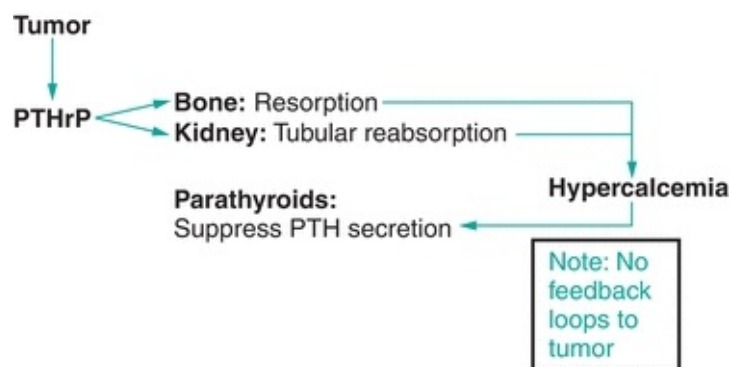 Tumor
PTHrP
Bone: Resorption
Kidney: Tubular reabsorption
Hypercalcemia
Parathyroids:
Suppress PTH secretion
Note: No
feedback
loops to
tumor